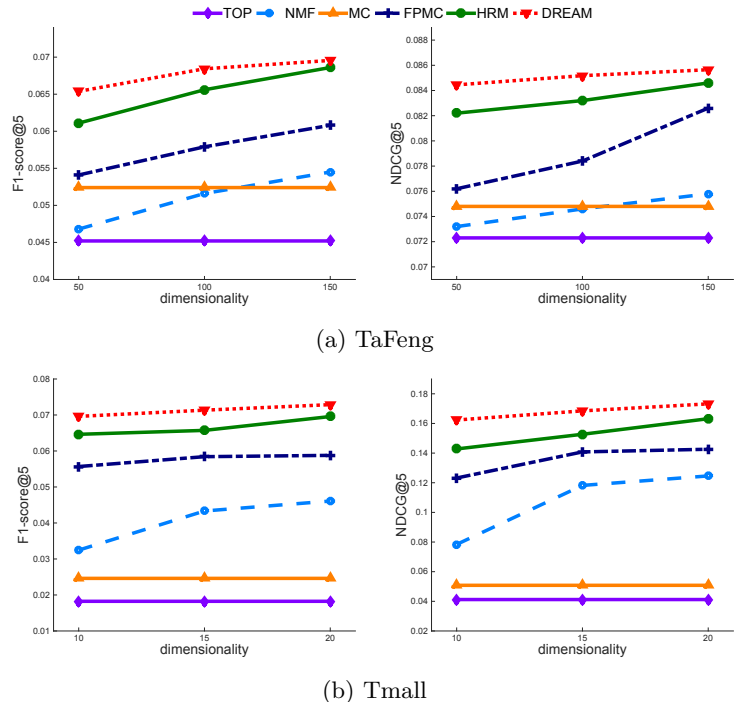 TOP NMF MC FPMC HRM DREAM
F1-score@5
0.07
0.065
0.06
0.055
0.05
0.045
0.04
50 100 150
dimensionality
NDCG@5
0.088
0.086
0.084
0.082
0.08
0.078
0.076
0.074
0.072
0.07
50 100 150
dimensionality
(a) TaFeng
F1-score@5
0.08
0.07
0.06
0.05
0.04
0.03
0.02
0.01
10 15 20
dimensionality
NDCG@5
0.18
0.16
0.14
0.12
0.1
0.08
0.06
0.04
0.02
10 15 20
dimensionality
(b) Tmall